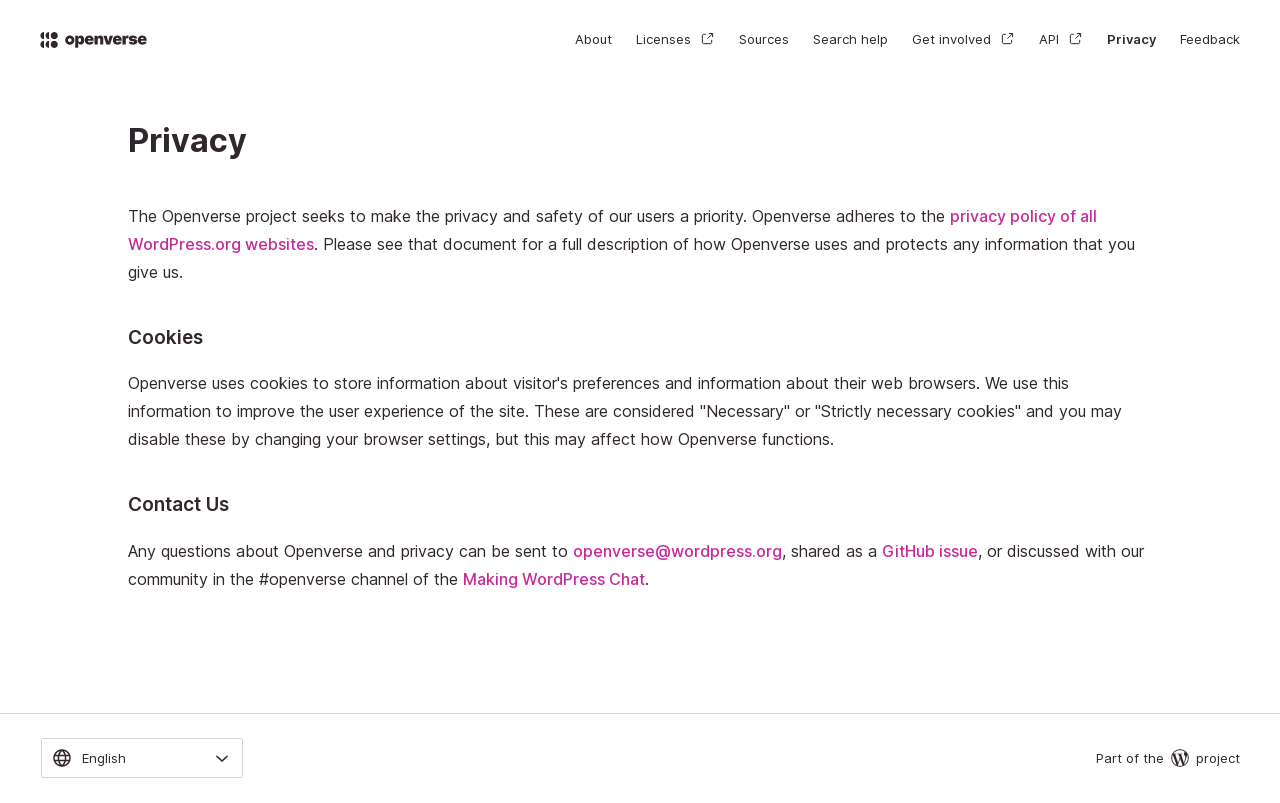 openverse
About Licenses Sources Search help Get involved API Privacy Feedback
Privacy
The Openverse project seeks to make the privacy and safety of our users a priority. Openverse adheres to the privacy policy of all
WordPress.org websites. Please see that document for a full description of how Openverse uses and protects any information that you
give us.
Cookies
Openverse uses cookies to store information about visitor's preferences and information about their web browsers. We use this
information to improve the user experience of the site. These are considered "Necessary" or "Strictly necessary cookies" and you may
disable these by changing your browser settings, but this may affect how Openverse functions.
Contact Us
Any questions about Openverse and privacy can be sent to openverse@wordpress.org, shared as a GitHub issue, or discussed with our
community in the #openverse channel of the Making WordPress Chat.
English
Part of the project